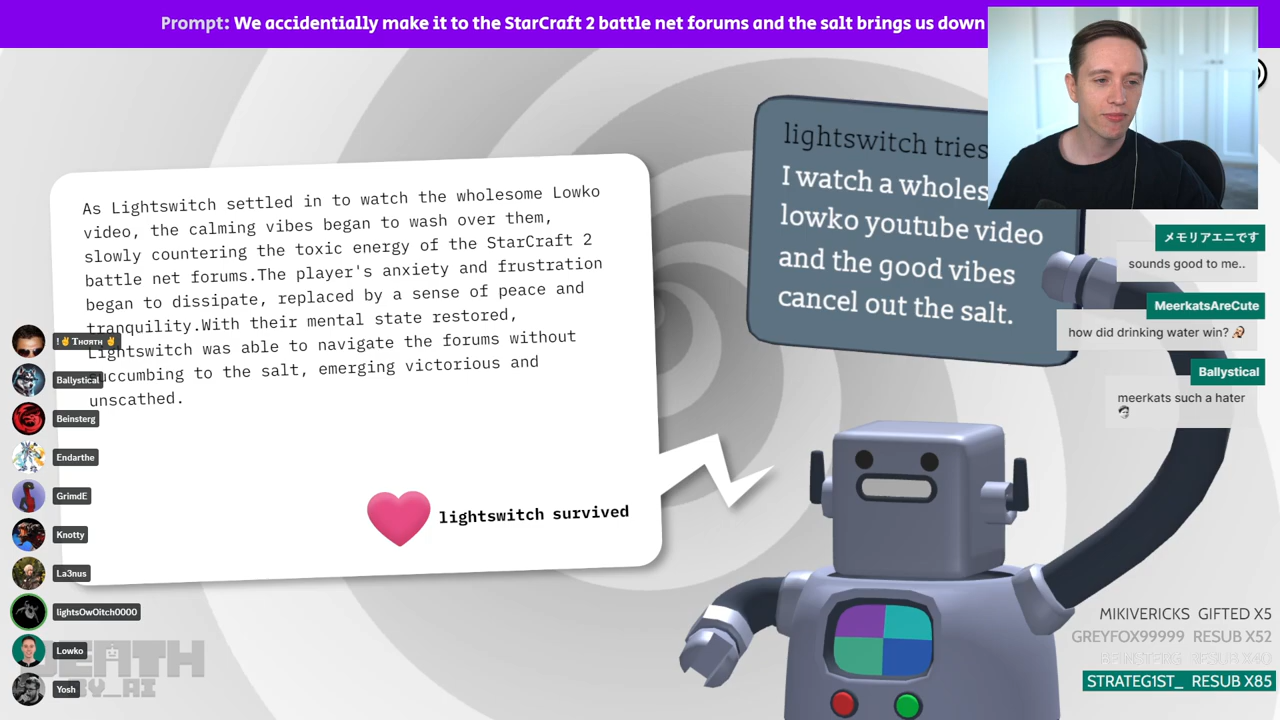 Prompt: We accidentially make it to the StarCraft 2 battle net forums and the salt brings us down
lightswitch tries
I watch a wholes
lowko youtube video
and the good vibes
cancel out the salt.
As Lightswitch settled in to watch the wholesome Lowko
video, the calming vibes began to wash over them,
slowly countering the toxic energy of the StarCraft 2
battle net forums.The player's anxiety and frustration
began to dissipate, replaced by a sense of peace and
tranquility.With their mental state restored,
Lightswitch was able to navigate the forums without
succumbing to the salt, emerging victorious and
unscathed.
lightswitch survived
!✌Thorth✌
Ballystical
Beinsterg
Endarthe
GrimdE
Knotty
La3nus
lightsOwOitch0000
Lowko
Yosh
DEATH
BY_AI
メモリアエニです
sounds good to me..
MeerkatsAreCute
how did drinking water win?
Ballystical
meerkats such a hater
MIKIVERICKS GIFTED X5
GREYFOX99999 RESUB X52
BEINSTERG RESUB X40
STRATEG1ST_ RESUB X85